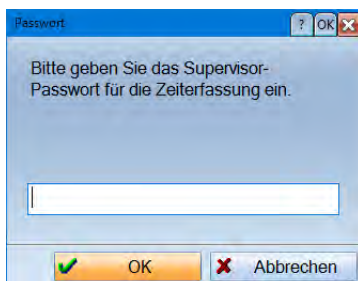 Passwort
? OK
Bitte geben Sie das Supervisor-
Passwort für die Zeiterfassung ein.
OK
Abbrechen